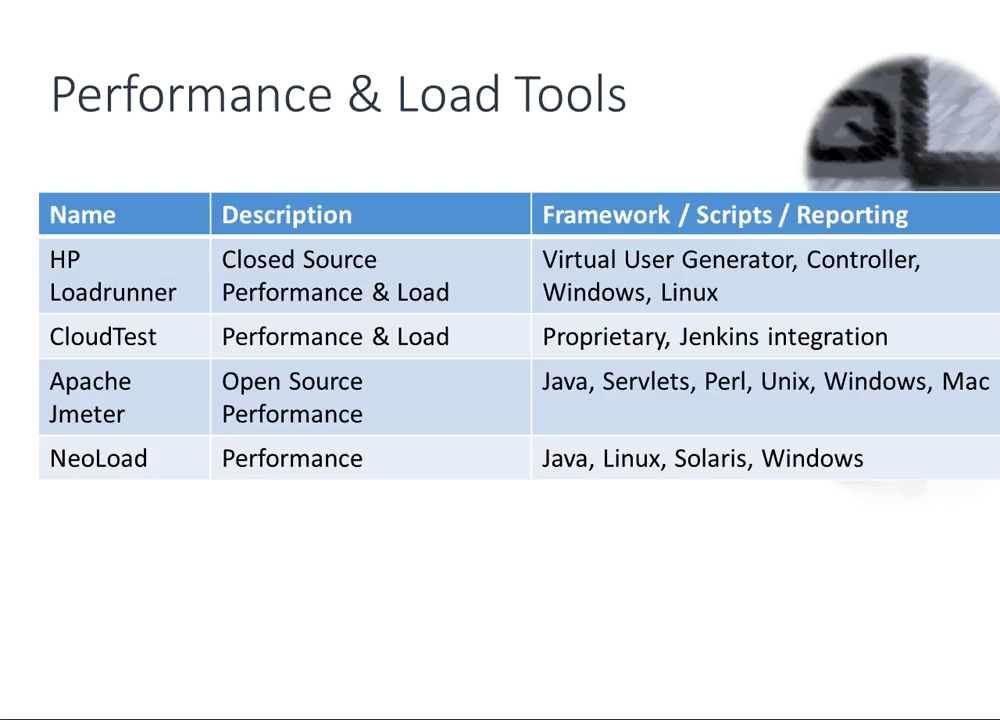 Performance & Load Tools
Name Description Framework / Scripts / Reporting
HP Closed Source Virtual User Generator, Controller,
Loadrunner Performance & Load Windows, Linux
CloudTest Performance & Load Proprietary, Jenkins integration
Apache Open Source Java, Servlets, Perl, Unix, Windows, Mac
Jmeter Performance
NeoLoad Performance Java, Linux, Solaris, Windows